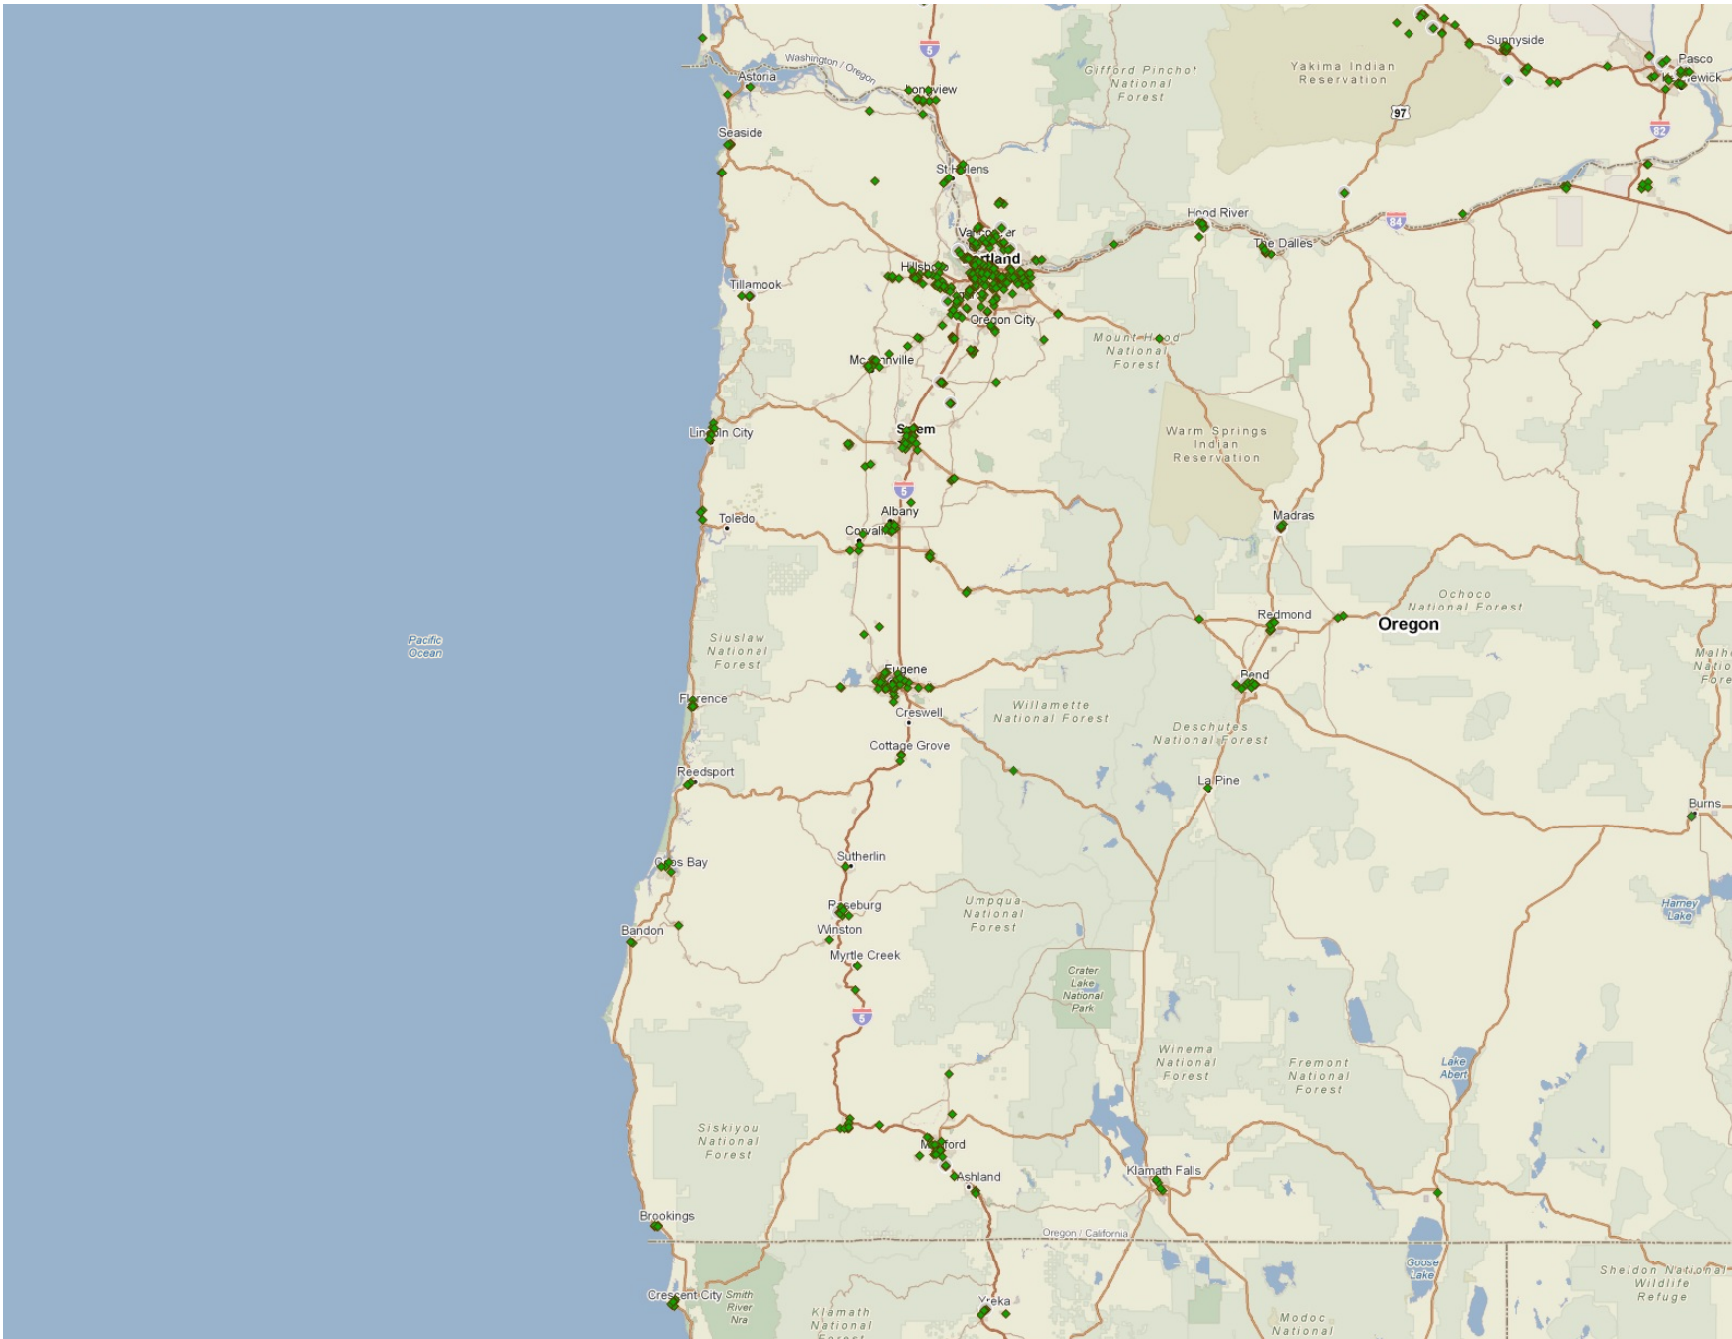 5
Washington / Oregon
Astoria
Longview
Gifford Pinchot
National
Forest
Yakima Indian
Reservation
Sunnyside
Pasco
97
82
Seaside
St Helens
Hood River
84
The Dalles
Vancouver
Portland
Hillsboro
Tillamook
Oregon City
Mount Hood
National
Forest
McMinnville
Lincoln City
Salem
Warm Springs
Indian
Reservation
5
Toledo
Albany
Corvallis
Madras
Ochoco
National Forest
Redmond
Oregon
Pacific
Ocean
Siuslaw
National
Forest
Eugene
Bend
Florence
Creswell
Willamette
National Forest
Deschutes
National Forest
Cottage Grove
Reedsport
La Pine
Burns
Coos Bay
Sutherlin
Roseburg
Umpqua
National
Forest
Harney
Lake
Bandon
Winston
Myrtle Creek
Crater
Lake
National
Park
5
Winema
National
Forest
Fremont
National
Forest
Lake
Abert
Siskiyou
National
Forest
Medford
Ashland
Klamath Falls
Brookings
Oregon / California
Goose
Lake
Sheldon National
Wildlife
Refuge
Crescent City
Smith
River
Nra
Klamath
National
Forest
Yreka
Modoc
National